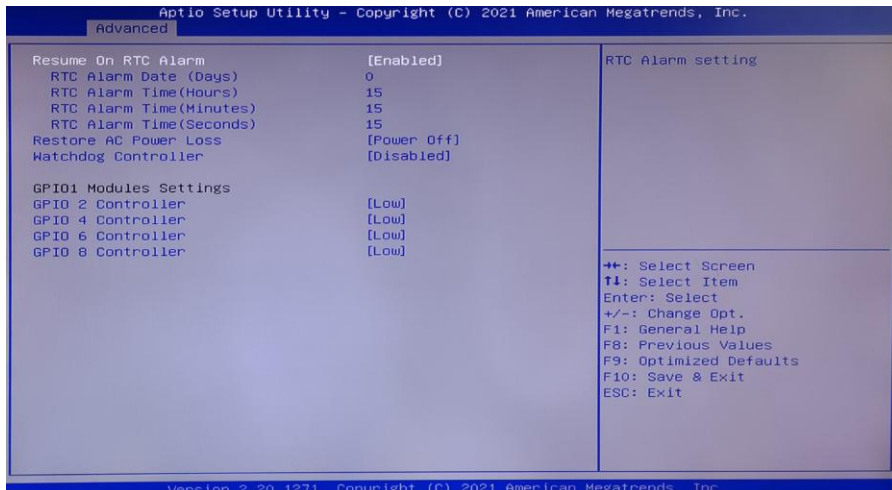 Aptio Setup Utility - Copyright (C) 2021 American Megatrends, Inc.
Advanced
Resume On RTC Alarm [Enabled]
RTC Alarm Date (Days) 0
RTC Alarm Time(Hours) 15
RTC Alarm Time(Minutes) 15
RTC Alarm Time(Seconds) 15
Restore AC Power Loss [Power Off]
Watchdog Controller [Disabled]
GPIO1 Modules Settings
GPIO 2 Controller [Low]
GPIO 4 Controller [Low]
GPIO 6 Controller [Low]
GPIO 8 Controller [Low]
RTC Alarm setting
→←: Select Screen
↑↓: Select Item
Enter: Select
+/-: Change Opt.
F1: General Help
F8: Previous Values
F9: Optimized Defaults
F10: Save & Exit
ESC: Exit
Version 2.20.1271. Copyright (C) 2021 American Megatrends, Inc.